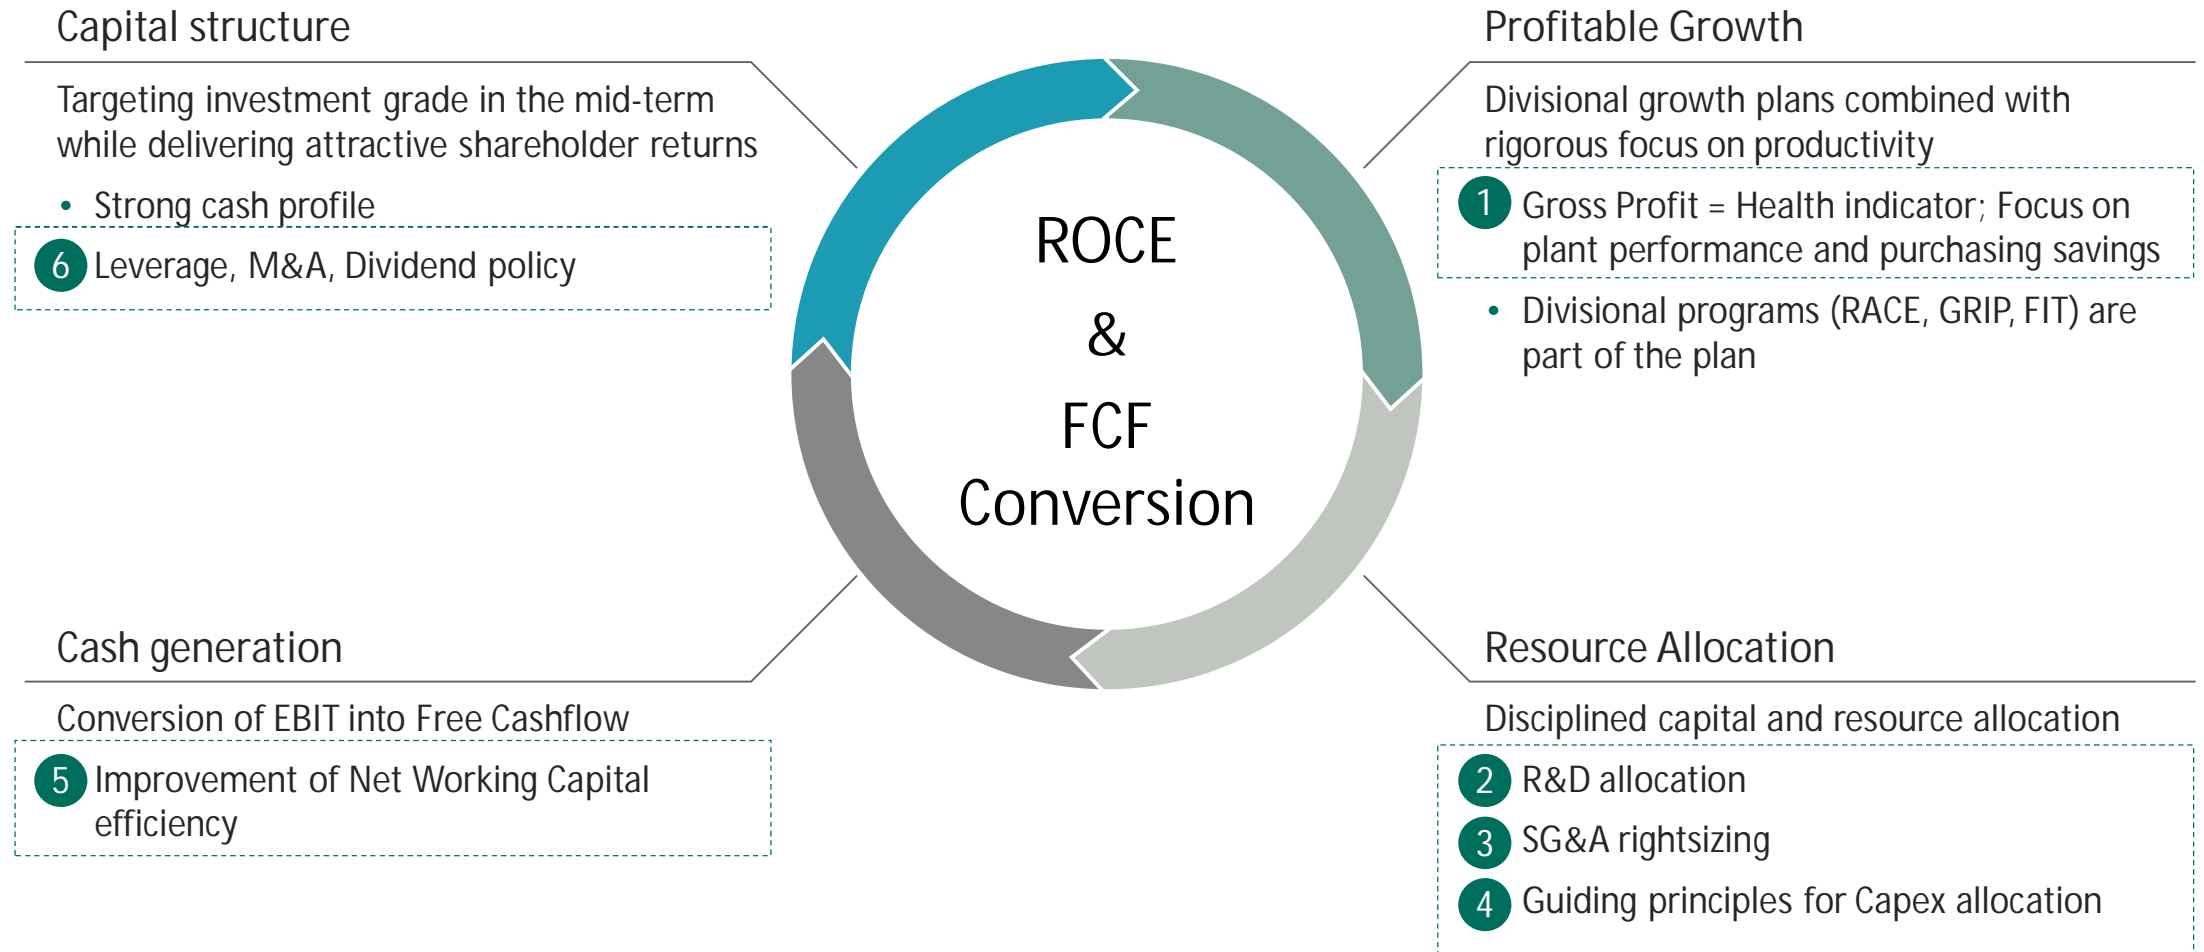 Capital structure
Targeting investment grade in the mid-term
while delivering attractive shareholder returns
• Strong cash profile
6 Leverage, M&A, Dividend policy
Profitable Growth
Divisional growth plans combined with
rigorous focus on productivity
1 Gross Profit = Health indicator; Focus on
plant performance and purchasing savings
• Divisional programs (RACE, GRIP, FIT) are
part of the plan
ROCE
&
FCF
Conversion
Cash generation
Conversion of EBIT into Free Cashflow
5 Improvement of Net Working Capital
efficiency
Resource Allocation
Disciplined capital and resource allocation
2 R&D allocation
3 SG&A rightsizing
4 Guiding principles for Capex allocation